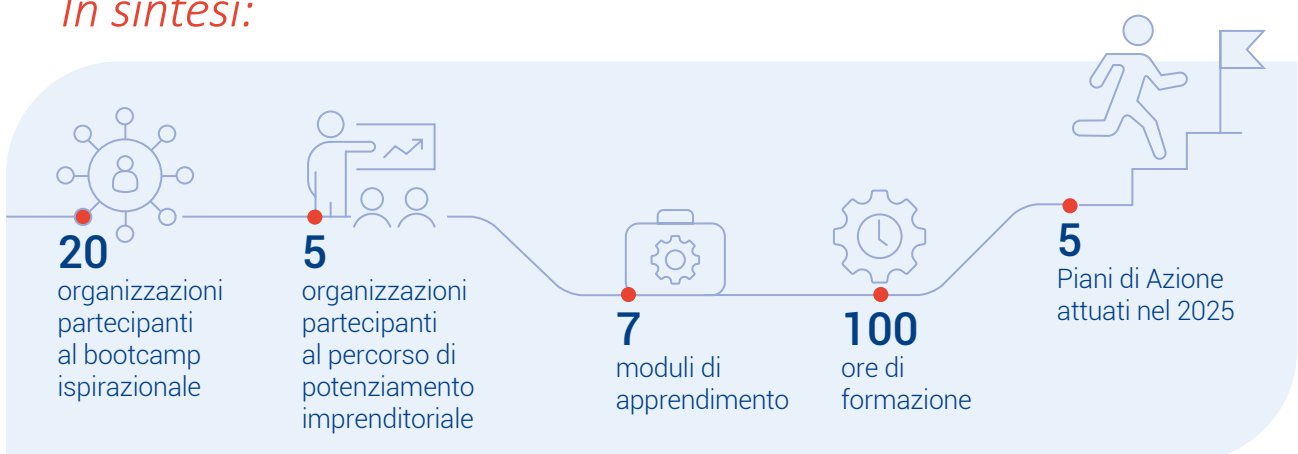 In sintesi:
20
organizzazioni
partecipanti
al bootcamp
ispirazionale
5
organizzazioni
partecipanti
al percorso di
potenziamento
imprenditoriale
7
moduli di
apprendimento
100
ore di
formazione
5
Piani di Azione
attuati nel 2025